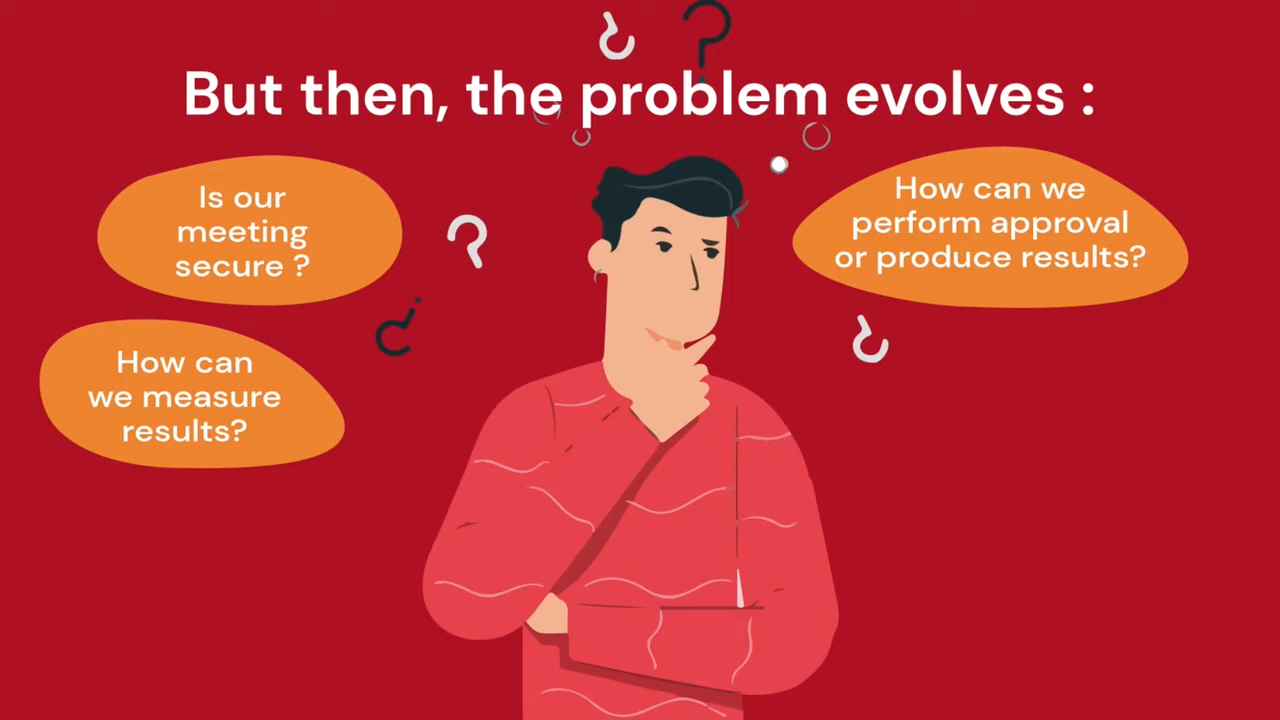 But then, the problem evolves :
Is our
meeting
secure ?
How can we
perform approval
or produce results?
How can
we measure
results?